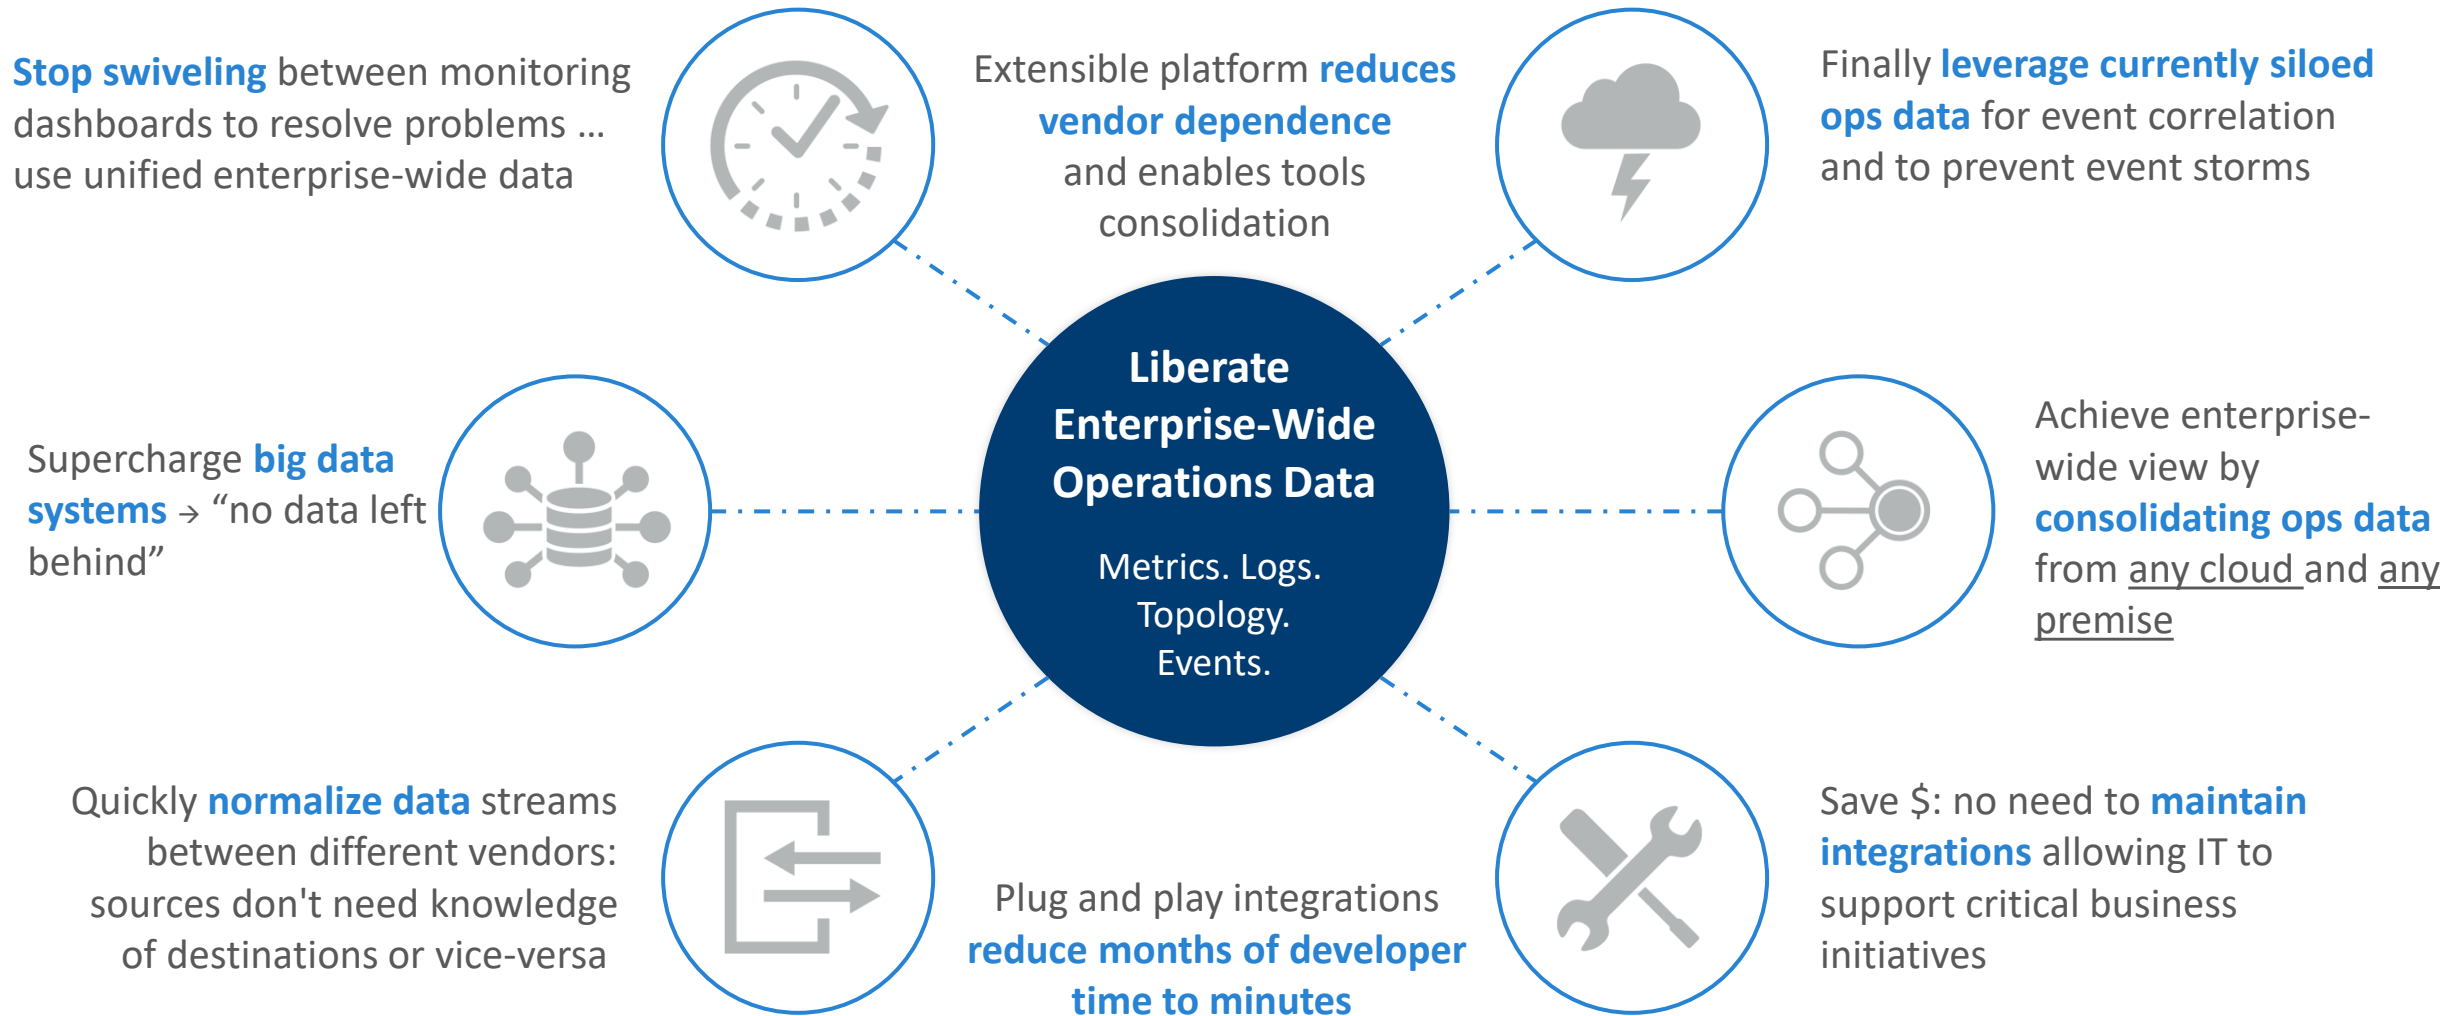 Stop swiveling between monitoring
dashboards to resolve problems ...
use unified enterprise-wide data
Extensible platform reduces
vendor dependence
and enables tools
consolidation
Finally leverage currently siloed
ops data for event correlation
and to prevent event storms
Supercharge big data
systems → “no data left
behind”
Liberate
Enterprise-Wide
Operations Data
Metrics. Logs.
Topology.
Events.
Achieve enterprise-
wide view by
consolidating ops data
from any cloud and any
premise
Quickly normalize data streams
between different vendors:
sources don't need knowledge
of destinations or vice-versa
Plug and play integrations
reduce months of developer
time to minutes
Save $: no need to maintain
integrations allowing IT to
support critical business
initiatives